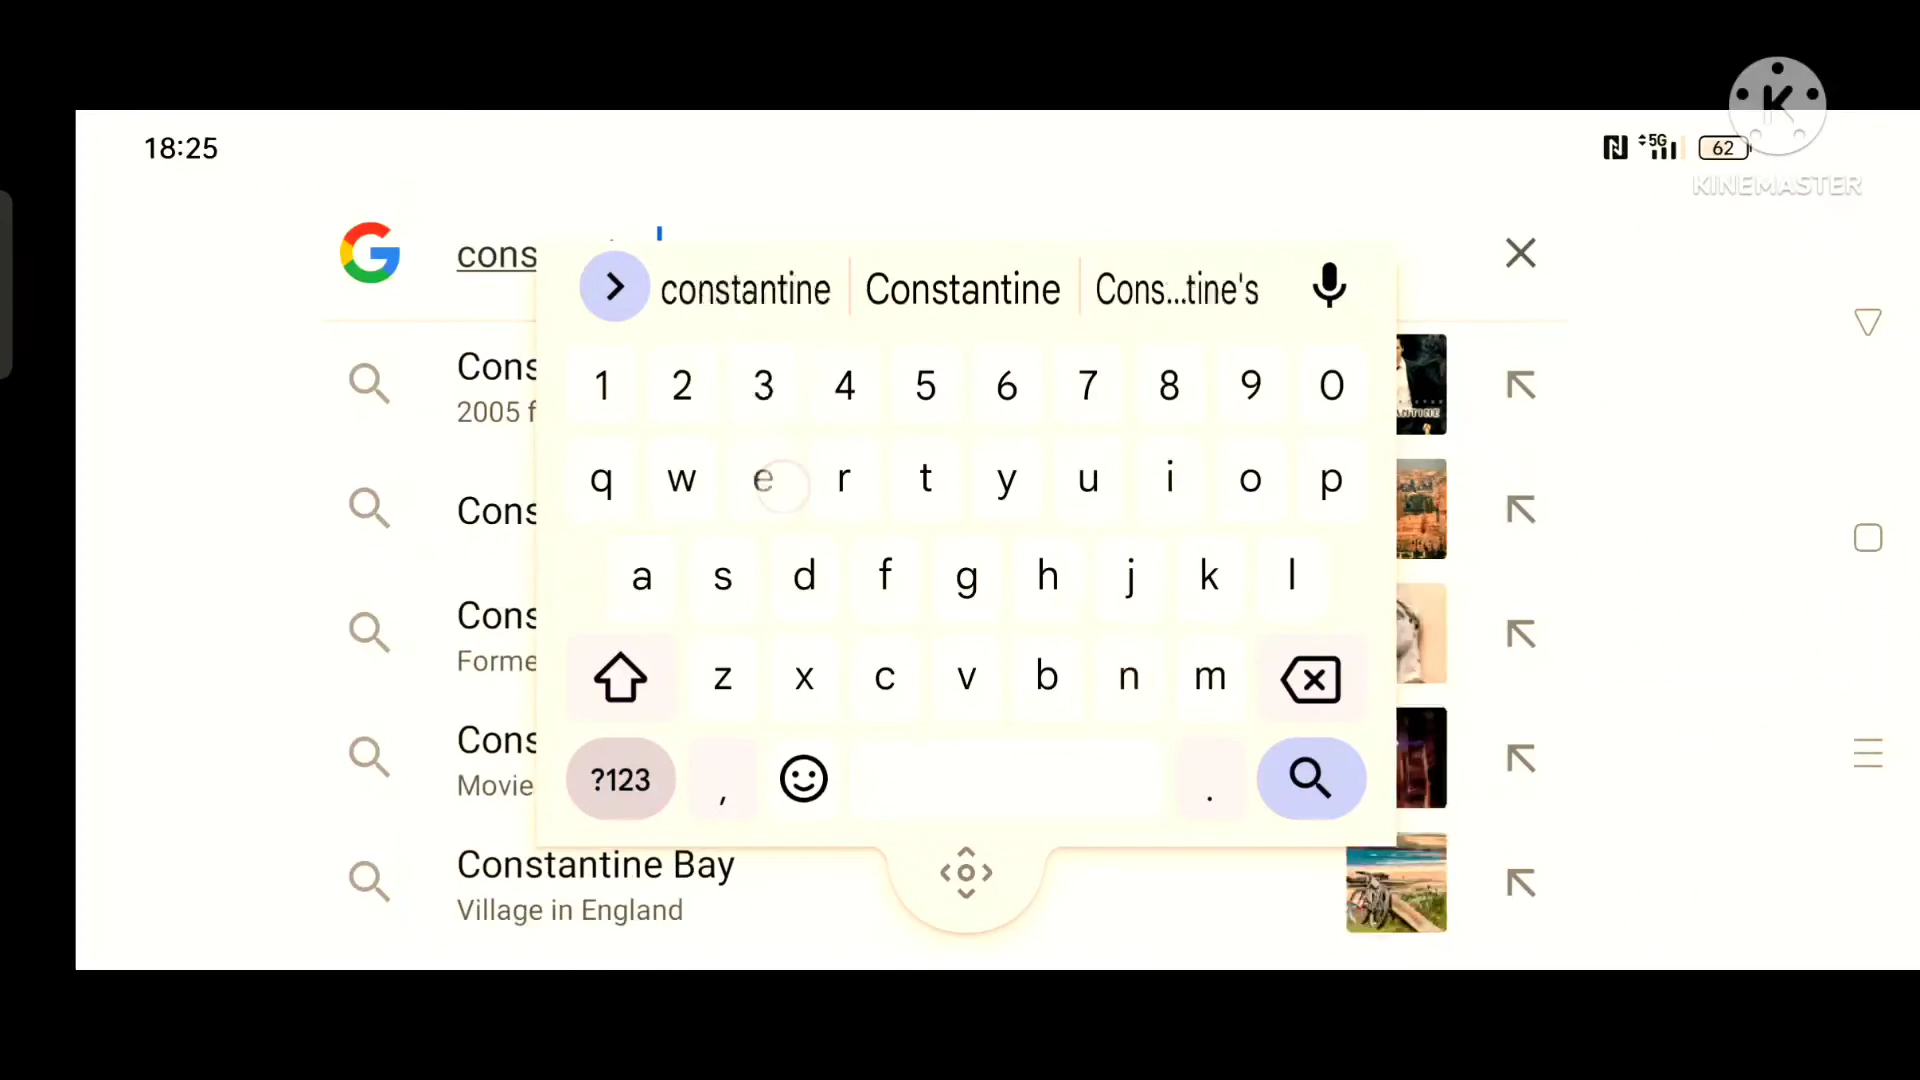 18:25
5G
62
K
KINEMASTER
cons
constantine
Constantine
Cons...tine's
Cons
2005 f
Cons
Cons
Forme
Cons
Movie
1 2 3 4 5 6 7 8 9 0
q w e r t y u i o p
a s d f g h j k l
z x c v b n m
?123 , .
Constantine Bay
Village in England